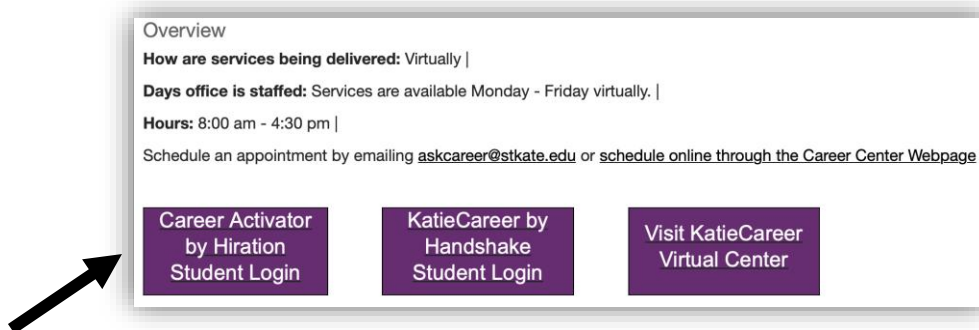 Overview
How are services being delivered: Virtually |
Days office is staffed: Services are available Monday - Friday virtually. |
Hours: 8:00 am - 4:30 pm |
Schedule an appointment by emailing askcareer@stkate.edu or schedule online through the Career Center Webpage
Career Activator
by Hiration
Student Login
KatieCareer by
Handshake
Student Login
Visit KatieCareer
Virtual Center